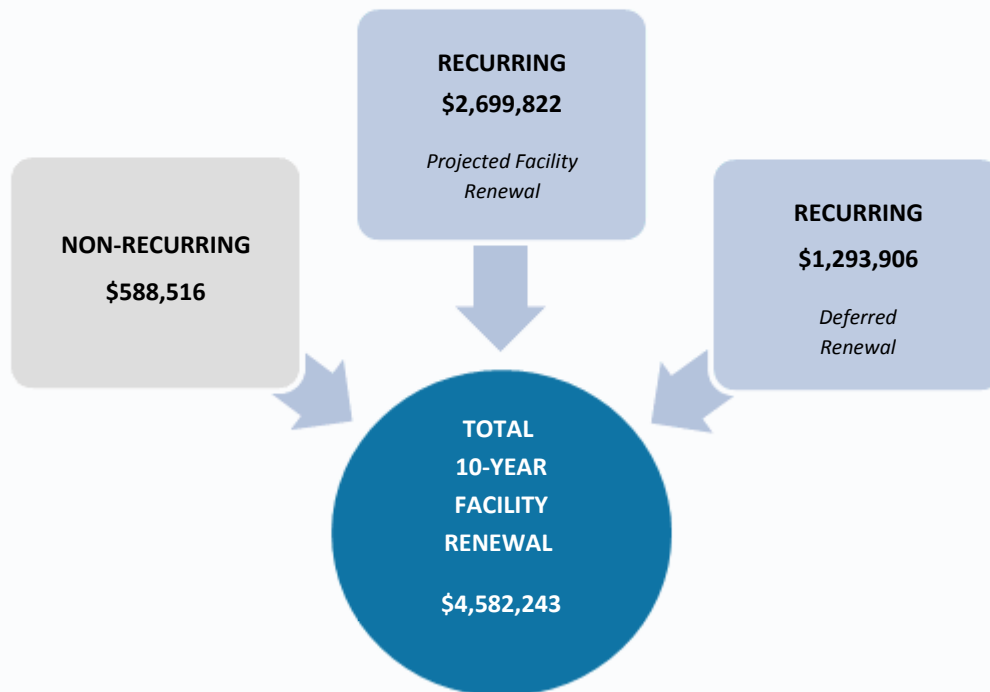 RECURRING
$2,699,822
Projected Facility
Renewal
NON-RECURRING
$588,516
RECURRING
$1,293,906
Deferred
Renewal
TOTAL
10-YEAR
FACILITY
RENEWAL
$4,582,243